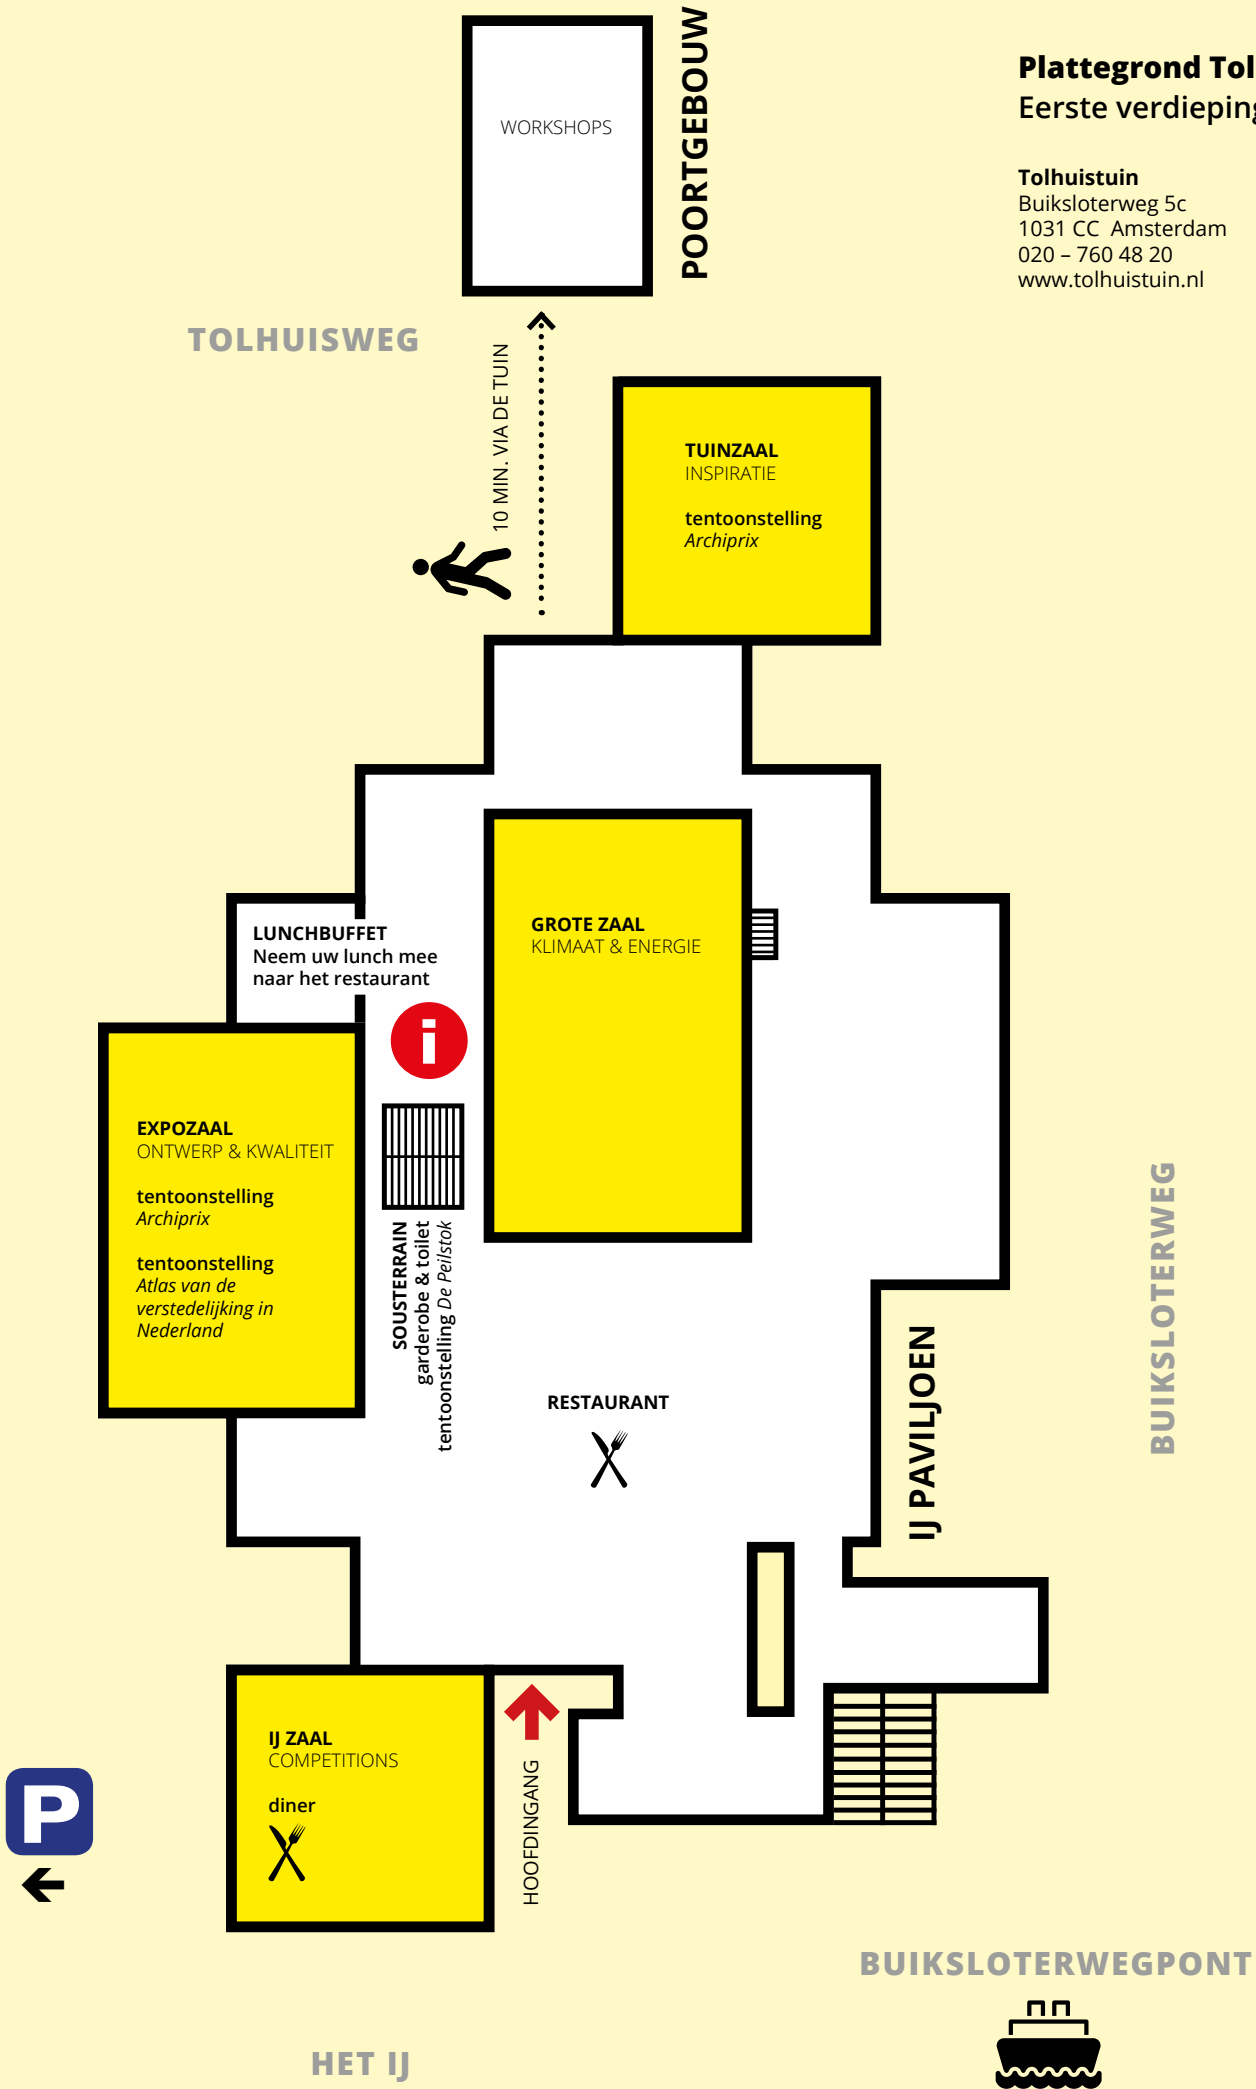 Plattegrond Tol
Eerste verdieping
Tolhuistuin
Buiksloterweg 5c
1031 CC Amsterdam
020 – 760 48 20
www.tolhuistuin.nl
WORKSHOPS
POORTGEBOUW
TOLHUISWEG
10 MIN. VIA DE TUIN
TUINZAAL
INSPIRATIE
tentoonstelling
Archiprix
GROTE ZAAL
KLIMAAT & ENERGIE
LUNCHBUFFET
Neem uw lunch mee
naar het restaurant
i
EXPOZAAL
ONTWERP & KWALITEIT
tentoonstelling
Archiprix
tentoonstelling
Atlas van de
verstedelijking in
Nederland
SOUSTERRAIN
garderobe & toilet
tentoonstelling De Peilstok
RESTAURANT
IJ PAVILJOEN
BUIKSLOTERWEG
IJ ZAAL
COMPETITIONS
diner
HOOFDINGANG
P
BUIKSLOTERWEGPONT
HET IJ